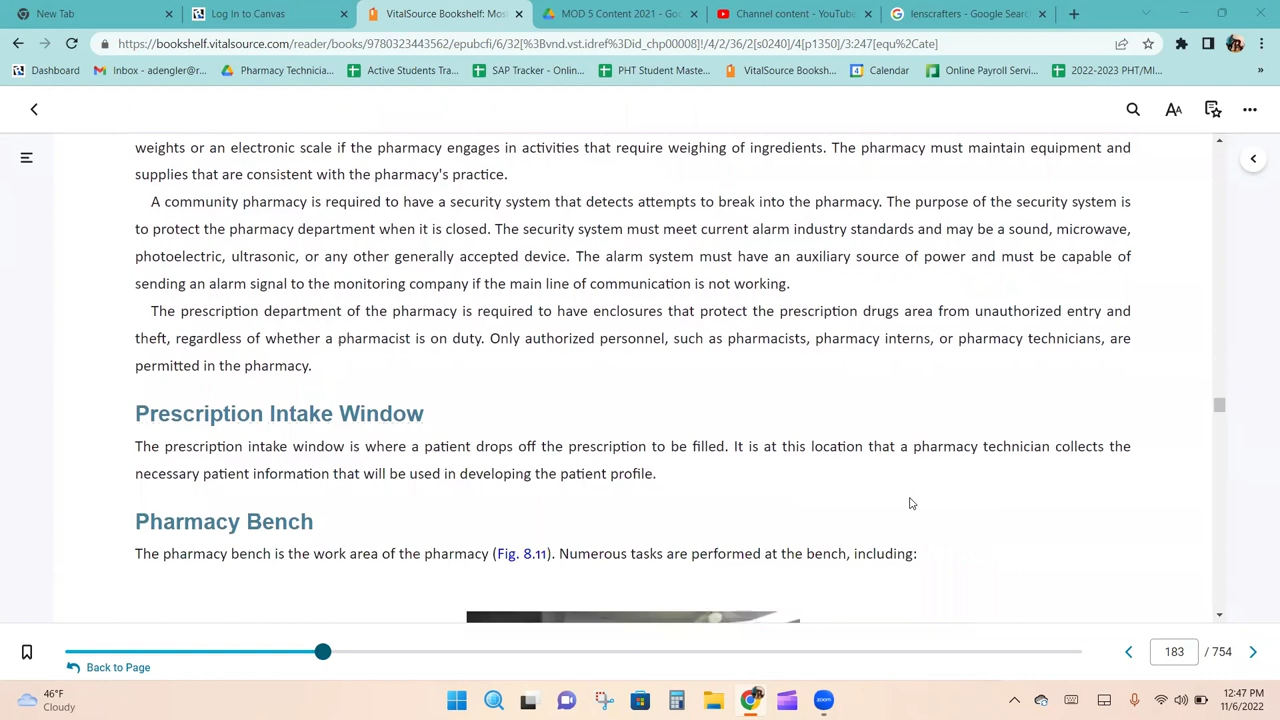 New Tab
Log In to Canvas
VitalSource Bookshelf: Mosl
MOD 5 Content 2021 - Goo
Channel content - YouTube
lenscrafters - Google Searc
https://bookshelf.vitalsource.com/reader/books/9780323443562/epubcfi/6/32[%3Bvnd.vst.idref%3Did_chp00008]!/4/2/36/2[s0240]/4[p1350]/3:247[equ%2Cate]
Dashboard
Inbox - adengler@r...
Pharmacy Technicia...
Active Students Tra...
SAP Tracker - Onlin...
PHT Student Maste...
VitalSource Booksh...
Calendar
Online Payroll Servi...
2022-2023 PHT/MI...
»
AA
weights or an electronic scale if the pharmacy engages in activities that require weighing of ingredients. The pharmacy must maintain equipment and
supplies that are consistent with the pharmacy's practice.
A community pharmacy is required to have a security system that detects attempts to break into the pharmacy. The purpose of the security system is
to protect the pharmacy department when it is closed. The security system must meet current alarm industry standards and may be a sound, microwave,
photoelectric, ultrasonic, or any other generally accepted device. The alarm system must have an auxiliary source of power and must be capable of
sending an alarm signal to the monitoring company if the main line of communication is not working.
The prescription department of the pharmacy is required to have enclosures that protect the prescription drugs area from unauthorized entry and
theft, regardless of whether a pharmacist is on duty. Only authorized personnel, such as pharmacists, pharmacy interns, or pharmacy technicians, are
permitted in the pharmacy.
Prescription Intake Window
The prescription intake window is where a patient drops off the prescription to be filled. It is at this location that a pharmacy technician collects the
necessary patient information that will be used in developing the patient profile.
Pharmacy Bench
The pharmacy bench is the work area of the pharmacy (Fig. 8.11). Numerous tasks are performed at the bench, including:
183 / 754
Back to Page
46°F
Cloudy
zoom
12:47 PM
11/6/2022